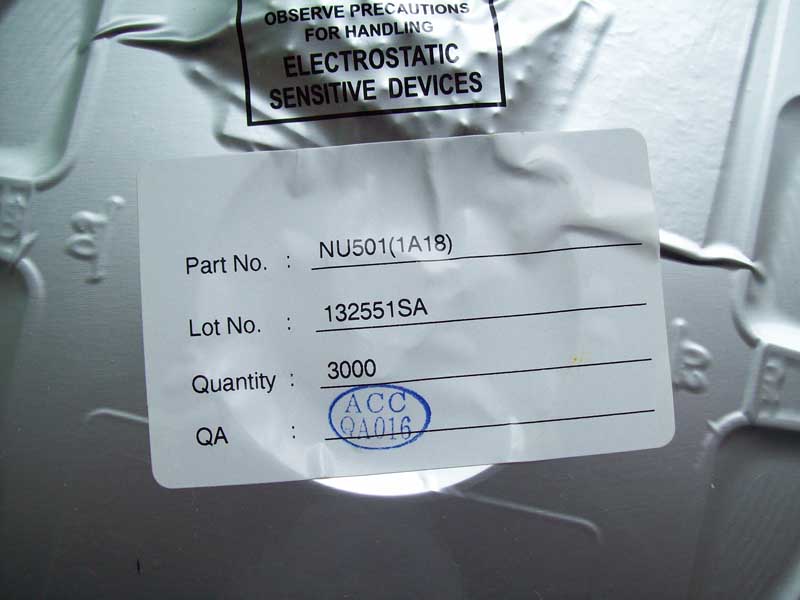 OBSERVE PRECAUTIONS
FOR HANDLING
ELECTROSTATIC
SENSITIVE DEVICES
Part No. : NU501(1A18)
Lot No. : 132551SA
Quantity : 3000
QA :
ACC
QA016